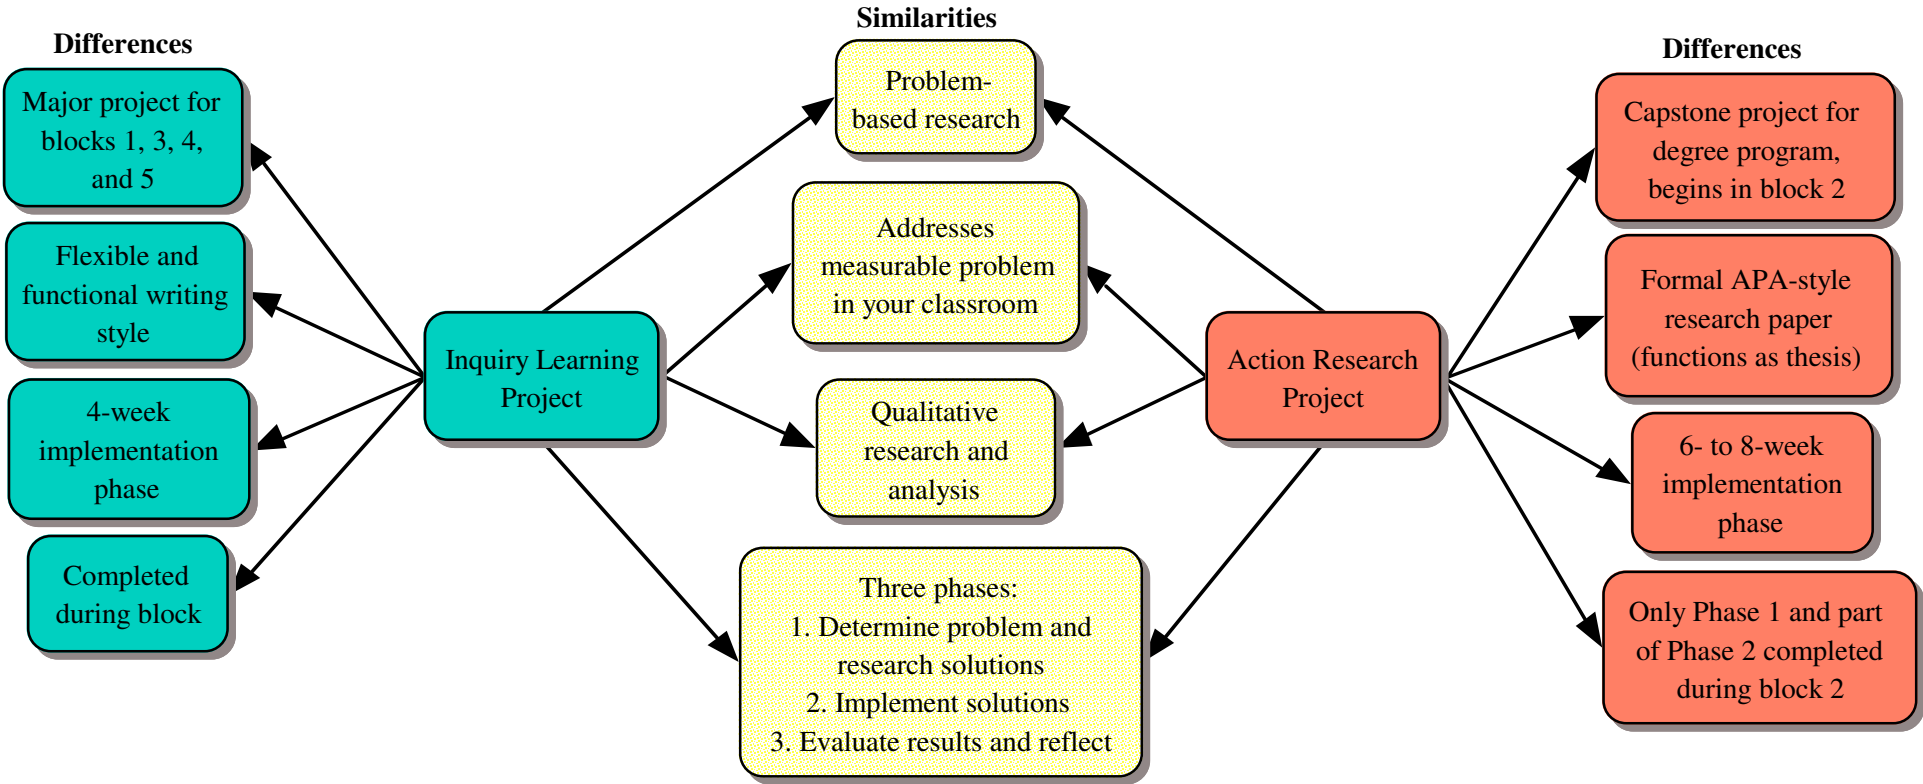 Similarities
Differences
Differences
Major project for
blocks 1, 3, 4,
and 5
Flexible and
functional writing
style
4-week
implementation
phase
Completed
during block
Inquiry Learning
Project
Problem-
based research
Addresses
measurable problem
in your classroom
Qualitative
research and
analysis
Three phases:
1. Determine problem and
research solutions
2. Implement solutions
3. Evaluate results and reflect
Action Research
Project
Capstone project for
degree program,
begins in block 2
Formal APA-style
research paper
(functions as thesis)
6- to 8-week
implementation
phase
Only Phase 1 and part
of Phase 2 completed
during block 2